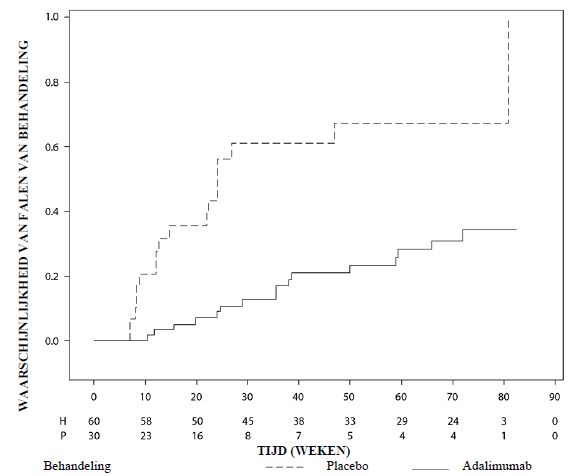 WAARSCHIJNLIJKHEID VAN FALEN VAN BEHANDELING
1.0
0.8
0.6
0.4
0.2
0.0
0 10 20 30 40 50 60 70 80 90
H 60 58 50 45 38 33 29 24 3 0
P 30 23 16 8 7 5 4 4 1 0
TIJD (WEKEN)
Behandeling Placebo Adalimumab